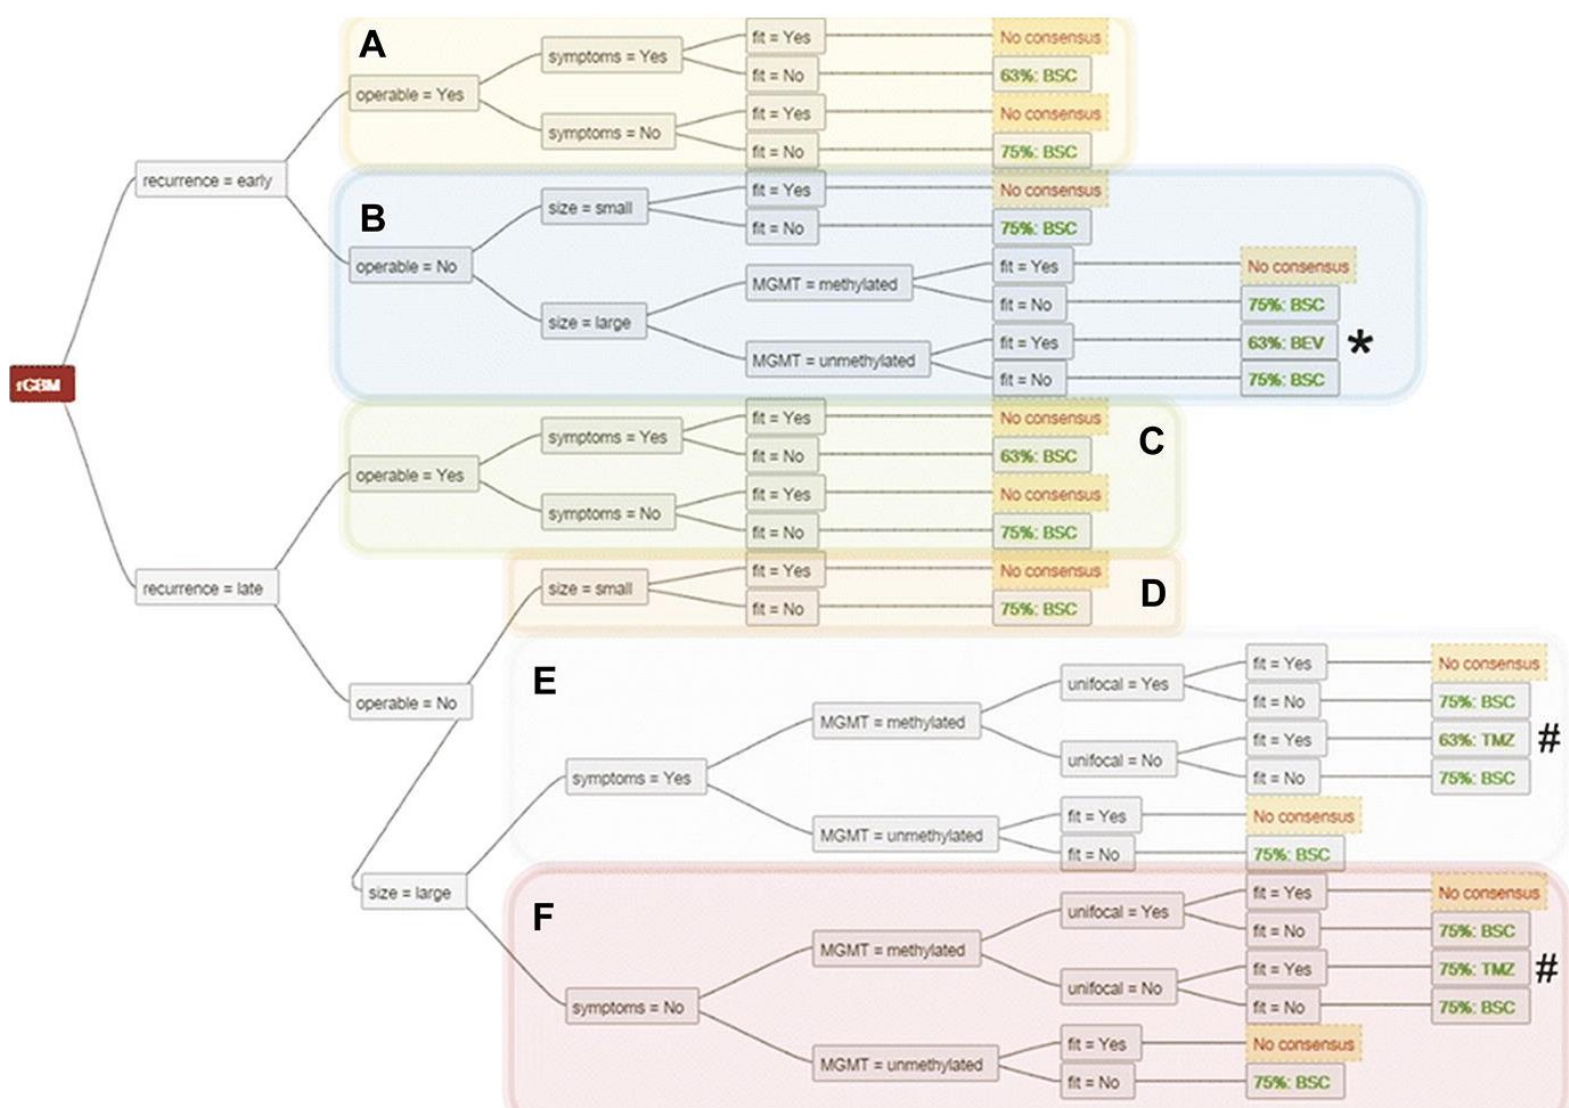 A
fit = Yes
No consensus
symptoms = Yes
fit = No
63%: BSC
operable = Yes
fit = Yes
No consensus
symptoms = No
fit = No
75%: BSC
recurrence = early
B
fit = Yes
No consensus
size = small
fit = No
75%: BSC
operable = No
fit = Yes
No consensus
MGMT = methylated
fit = No
75%: BSC
size = large
fit = Yes
63%: BEV
*
MGMT = unmethylated
fit = No
75%: BSC
rGBM
fit = Yes
No consensus
C
symptoms = Yes
fit = No
63%: BSC
operable = Yes
fit = Yes
No consensus
symptoms = No
fit = No
75%: BSC
recurrence = late
fit = Yes
No consensus
size = small
D
fit = No
75%: BSC
operable = No
E
fit = Yes
No consensus
unifocal = Yes
fit = No
75%: BSC
MGMT = methylated
fit = Yes
63%: TMZ
#
unifocal = No
fit = No
75%: BSC
symptoms = Yes
fit = Yes
No consensus
MGMT = unmethylated
fit = No
75%: BSC
size = large
F
fit = Yes
No consensus
unifocal = Yes
fit = No
75%: BSC
MGMT = methylated
fit = Yes
75%: TMZ
#
unifocal = No
fit = No
75%: BSC
symptoms = No
fit = Yes
No consensus
MGMT = unmethylated
fit = No
75%: BSC